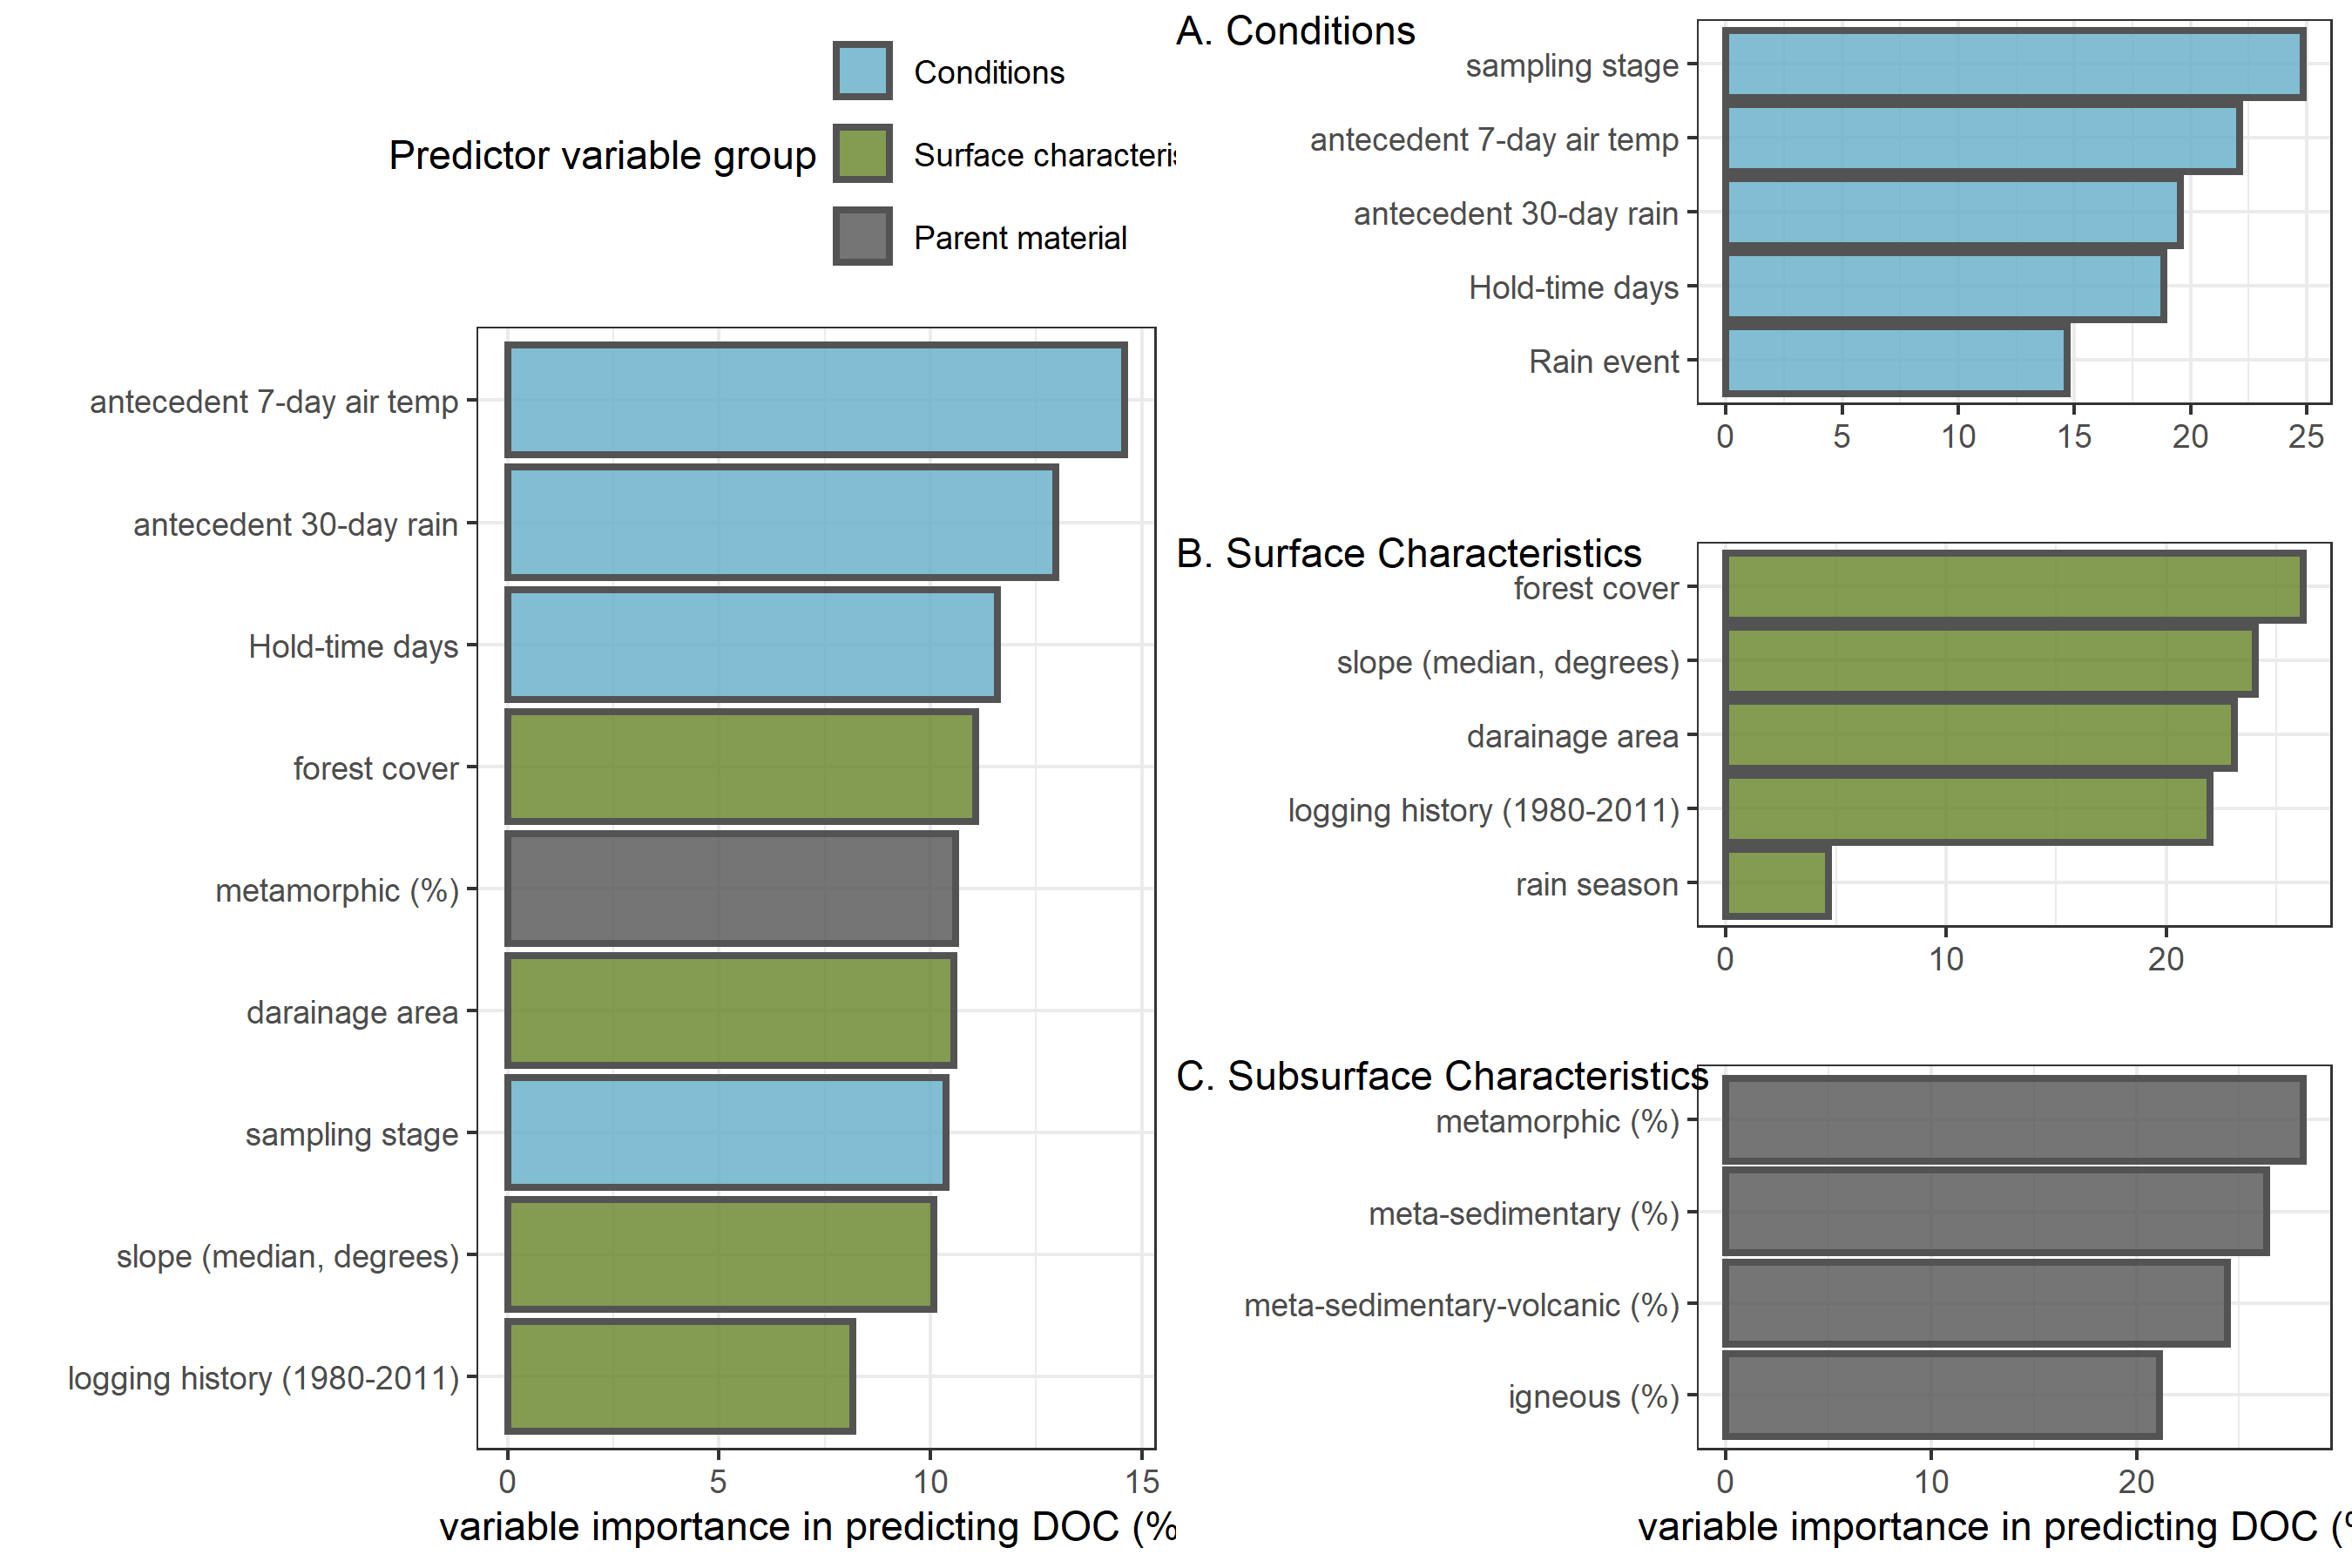 Predictor variable group
Conditions
Surface characteris
Parent material
antecedent 7-day air temp
antecedent 30-day rain
Hold-time days
forest cover
metamorphic (%)
darainage area
sampling stage
slope (median, degrees)
logging history (1980-2011)
0 5 10 15
variable importance in predicting DOC (%
A. Conditions
sampling stage
antecedent 7-day air temp
antecedent 30-day rain
Hold-time days
Rain event
0 5 10 15 20 25
B. Surface Characteristics
forest cover
slope (median, degrees)
darainage area
logging history (1980-2011)
rain season
0 10 20
C. Subsurface Characteristics
metamorphic (%)
meta-sedimentary (%)
meta-sedimentary-volcanic (%)
igneous (%)
0 10 20
variable importance in predicting DOC (%